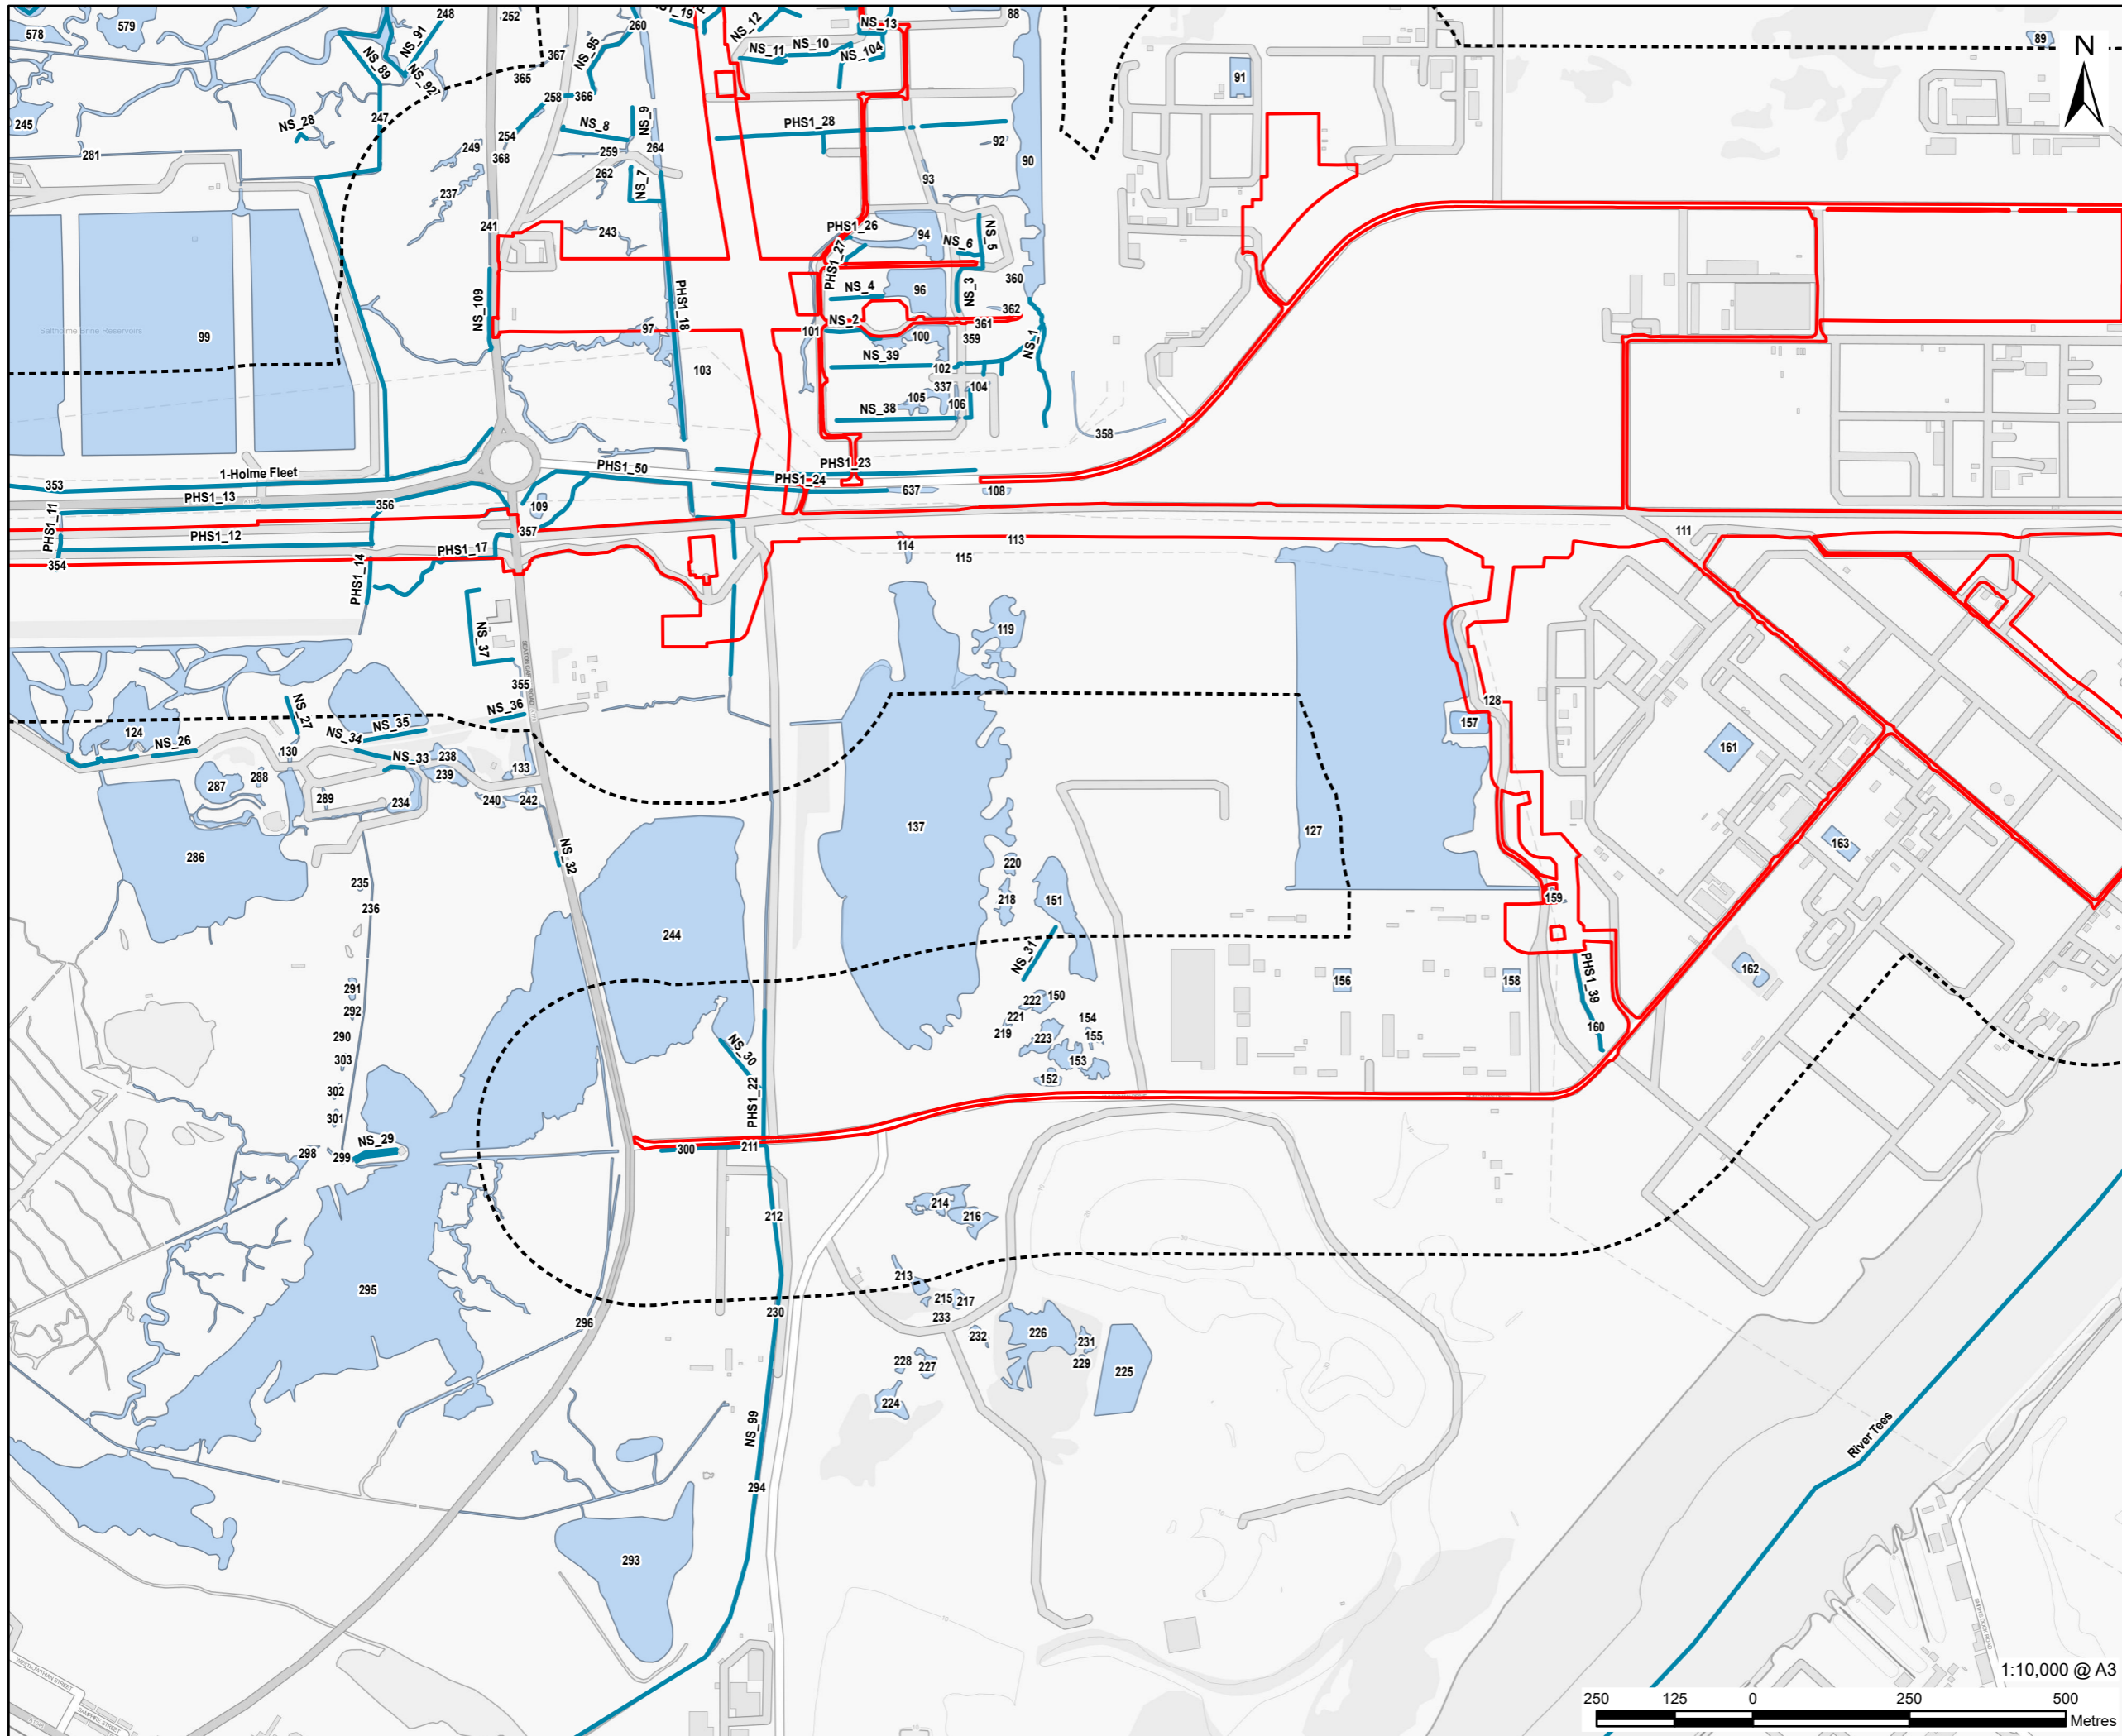 578
579
NS_91
248
252
367
NS_95
260
NS_12
NS_13
88
89
N
NS_89
NS_92
365
NS_11
NS_10
NS_104
91
245
NS_28
247
258
366
NS_8
NS_9
PHS1_28
281
249
254
368
259
264
92
90
237
262
NS_7
93
241
243
PHS1_26
94
NS_5
NS_6
PHS1_27
360
NS_109
PHS1_18
NS_4
96
NS_3
Saltholme Brine Reservoirs
99
97
101
NS_2
100
361
362
359
NS_1
103
NS_39
102
337
104
105
106
NS_38
358
1-Holme Fleet
PHS1_50
PHS1_23
PHS1_24
637
108
353
PHS1_13
356
109
PHS1_11
PHS1_12
357
PHS1_17
354
PHS1_14
114
115
113
111
NS_37
119
355
128
157
161
NS_27
NS_36
124
NS_26
NS_34
NS_35
130
NS_33
238
239
133
287
288
289
234
240
242
137
127
163
286
NS_32
220
218
151
235
236
159
244
NS_31
156
158
162
PHS1_39
291
292
222
150
221
219
223
154
155
160
290
303
NS_30
153
152
302
PHS1_22
301
NS_29
298
299
300
211
214
216
212
213
215
217
233
230
295
296
232
226
231
229
228
227
225
224
NS_99
River Tees
294
293
1:10,000 @ A3
250
125
0
250
500
Metres